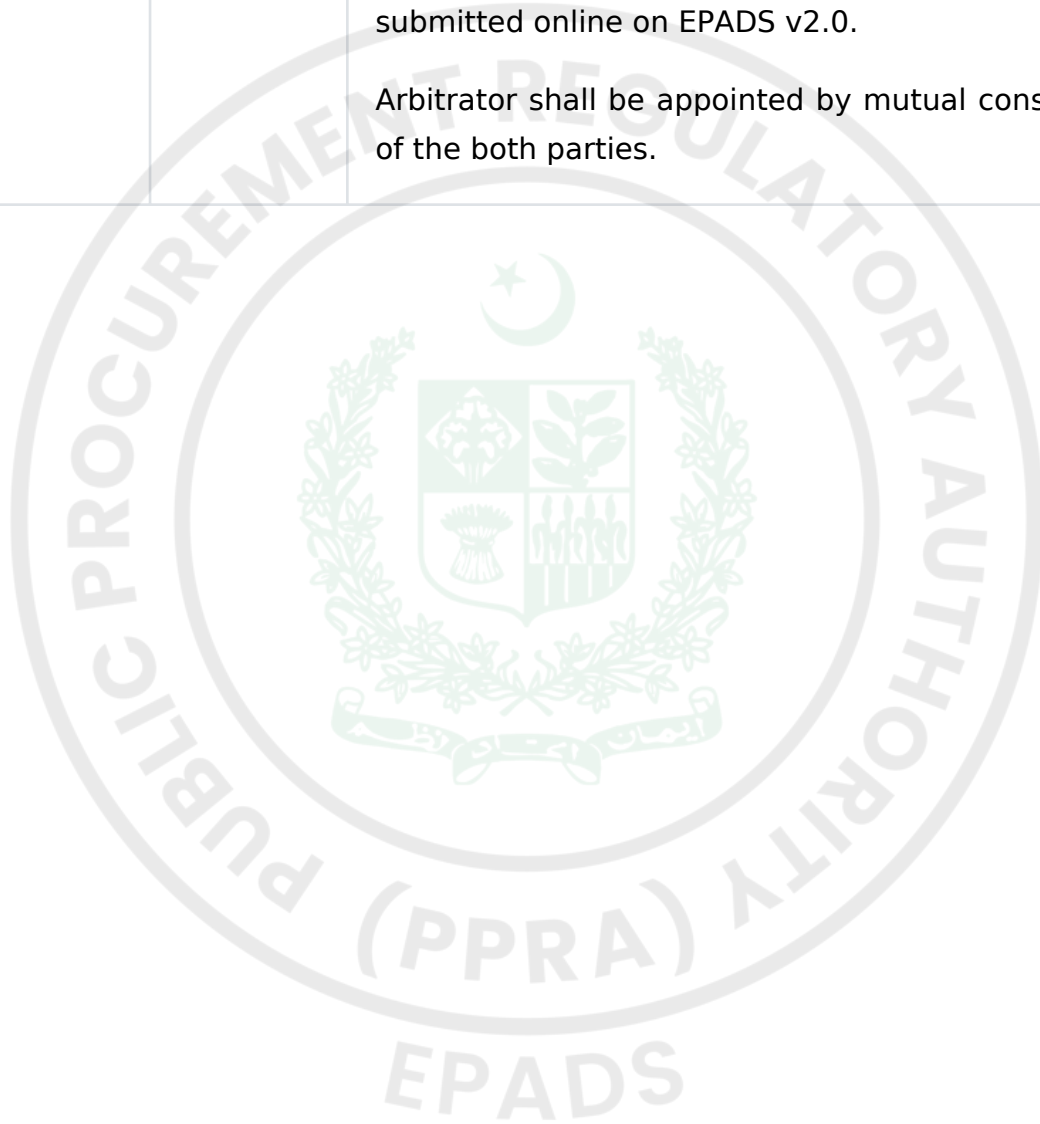 submitted online on EPADS v2.0.
Arbitrator shall be appointed by mutual cons
of the both parties.
PUBLIC PROCUREMENT REGULATORY AUTHORITY
(PPRA)
EPADS